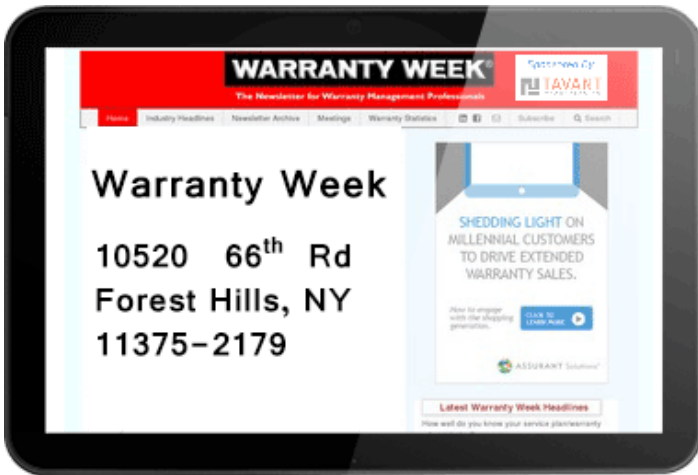 WARRANTY WEEK®
The Newsletter for Warranty Management Professionals
Sponsored By
TAVANT
Home Industry Headlines Newsletter Archive Meetings Warranty Statistics Subscribe Search
Warranty Week
10520 66th Rd
Forest Hills, NY
11375-2179
SHEDDING LIGHT ON
MILLENNIAL CUSTOMERS
TO DRIVE EXTENDED
WARRANTY SALES.
How to engage
with the shopping
generation.
CLICK TO
LEARN MORE
ASSURANT Solutions®
Latest Warranty Week Headlines
How well do you know your service plan/warranty